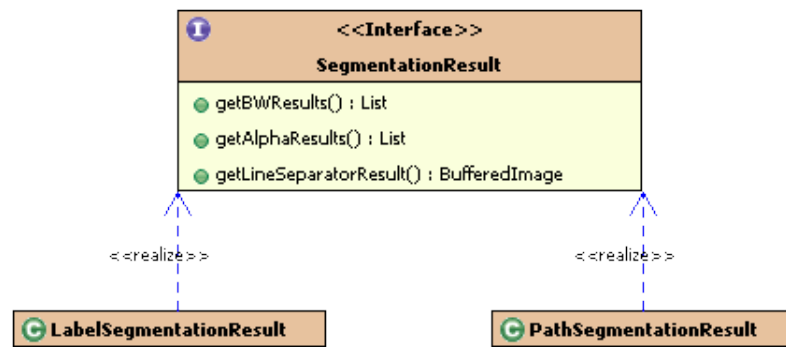 I <<Interface>>
SegmentationResult
getBWResults() : List
getAlphaResults() : List
getLineSeparatorResult() : BufferedImage
<<realize>> <<realize>>
C LabelSegmentationResult C PathSegmentationResult